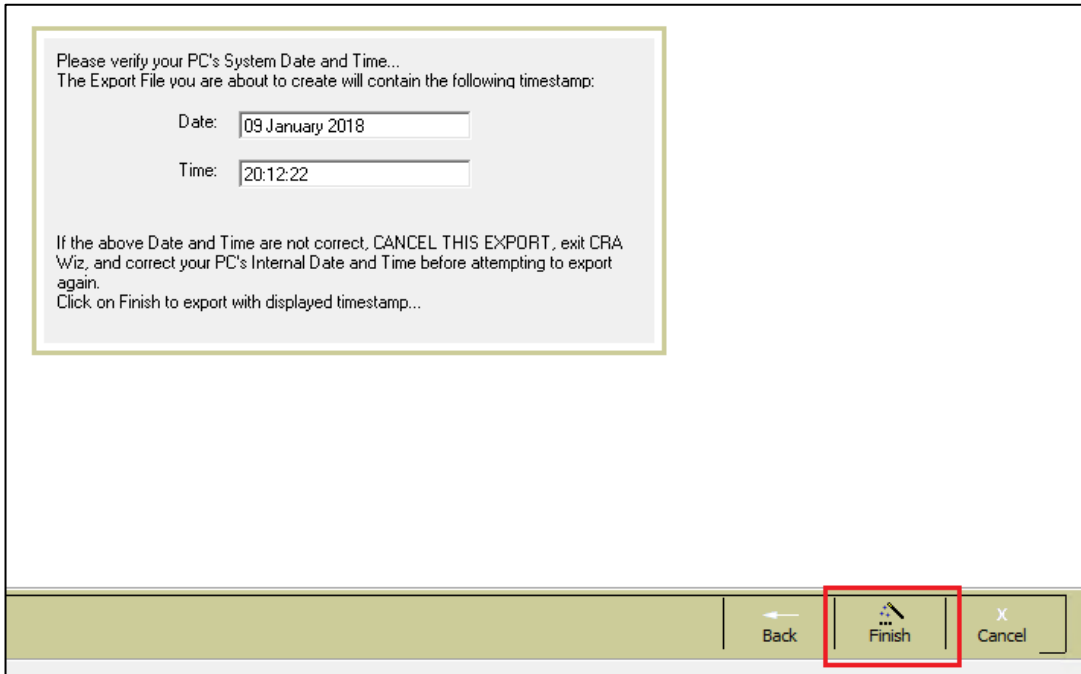 Please verify your PC's System Date and Time...
The Export File you are about to create will contain the following timestamp:
Date: 09 January 2018
Time: 20:12:22
If the above Date and Time are not correct, CANCEL THIS EXPORT, exit CRA
Wiz, and correct your PC's Internal Date and Time before attempting to export
again.
Click on Finish to export with displayed timestamp...
Back Finish X Cancel